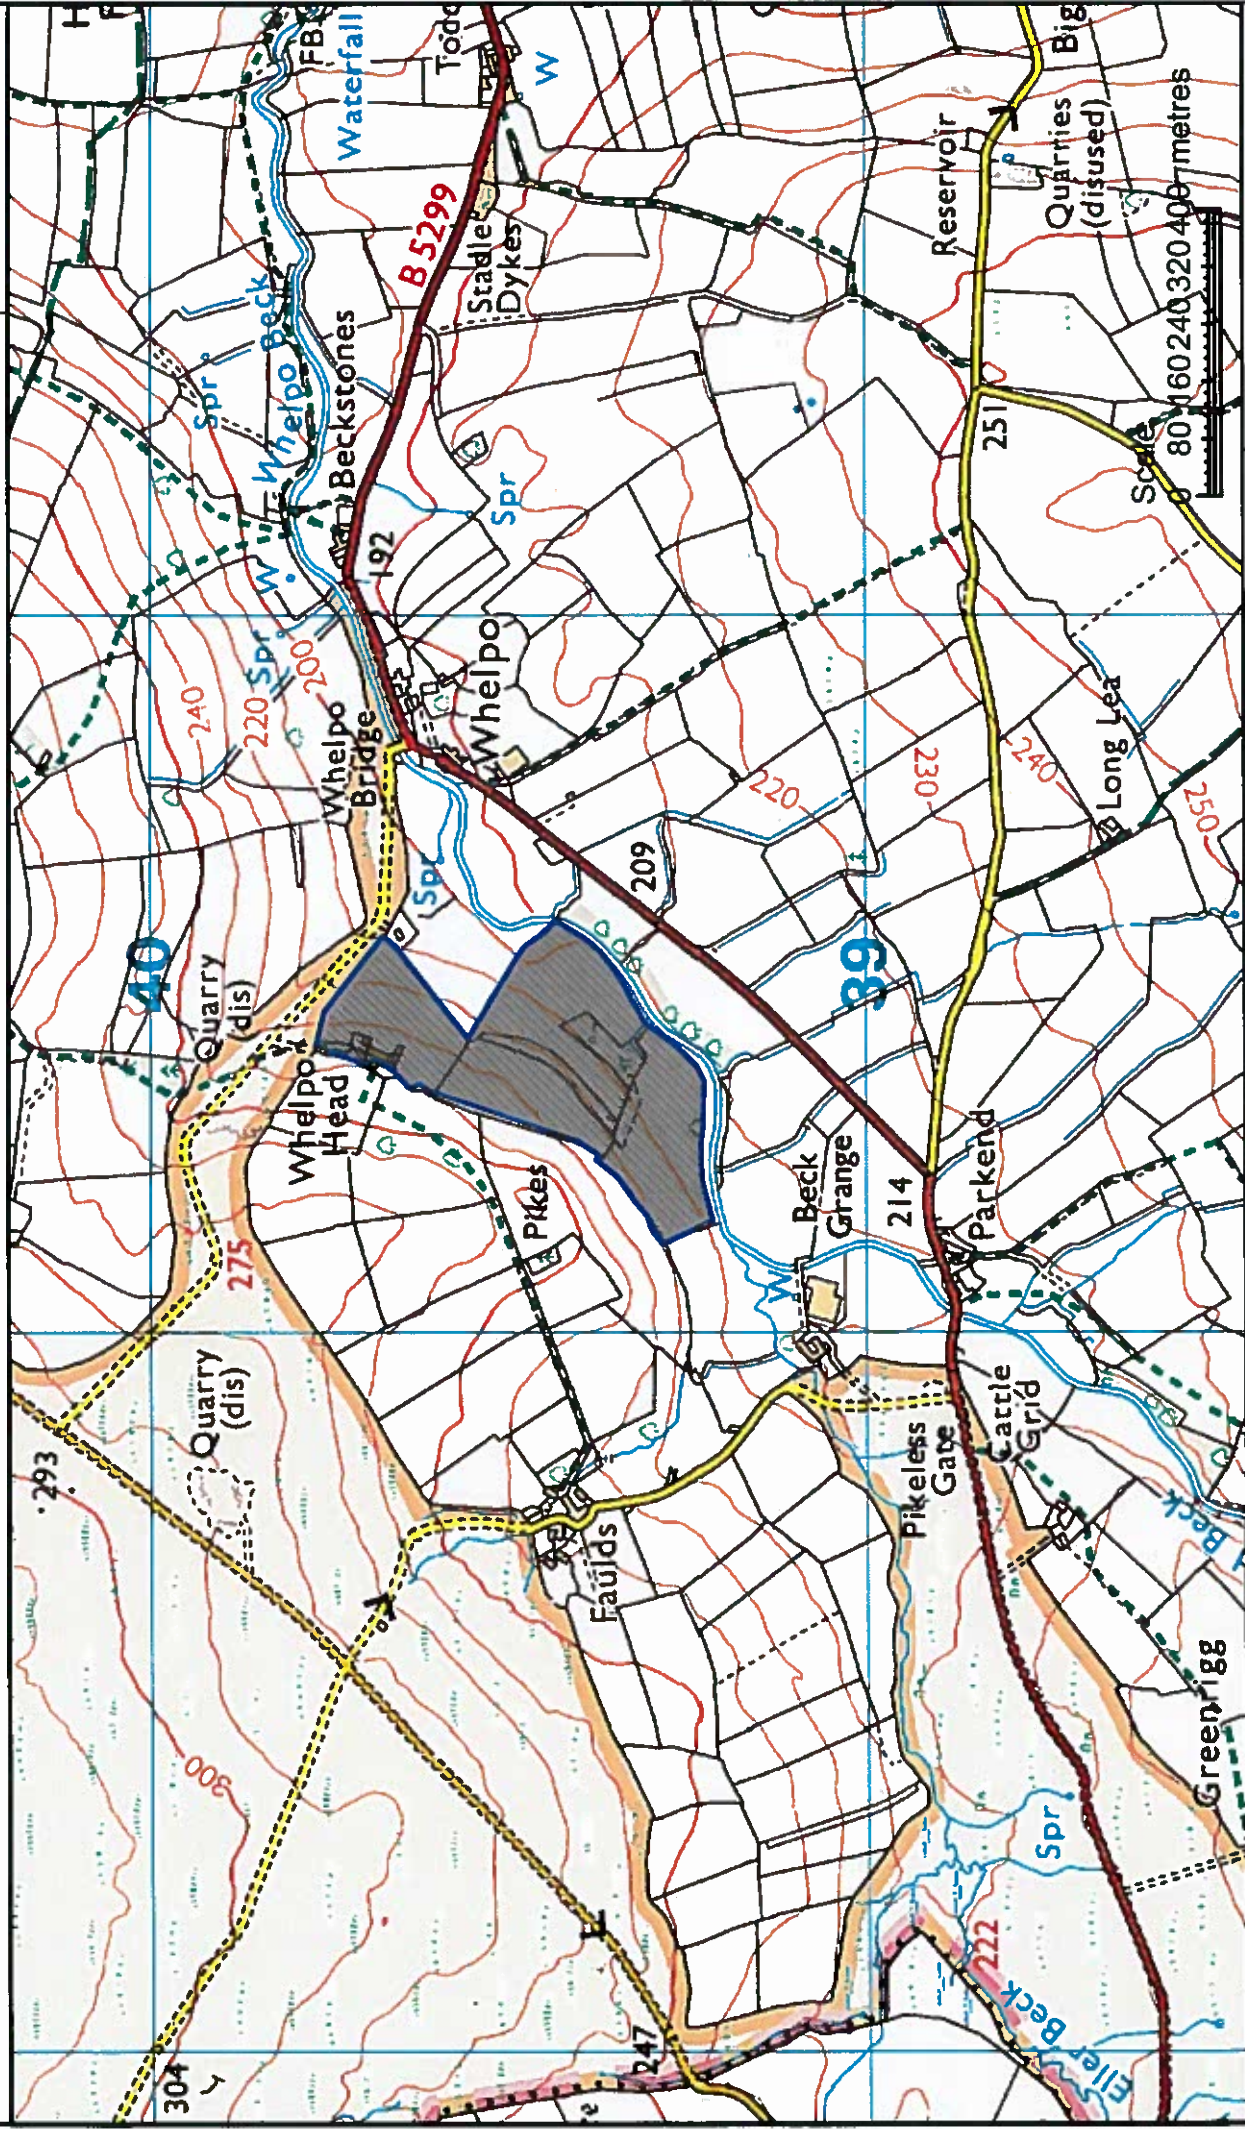 FB
Waterfall
W
B 5299
Stadle
Dykes
Reservoir
Quarries
(disused)
Big
Spr
Whelpo Beck
Beckstones
192
Spr
251
Scale
0 80 160 240 320 400 metres
W
Spr
200
220
240
Whelpo
Bridge
Whelpo
Spr
209
220
230
240
250
Long Lea
40
39
Quarry
(dis)
Whelpo
Head
Pikes
275
Beck
Grange
W
214
Parkend
Quarry
(dis)
293
Faulds
Pikeless
Gate
Cattle
Grid
Beck
Greenrigg
300
Spr
222
Eller Beck
247
304